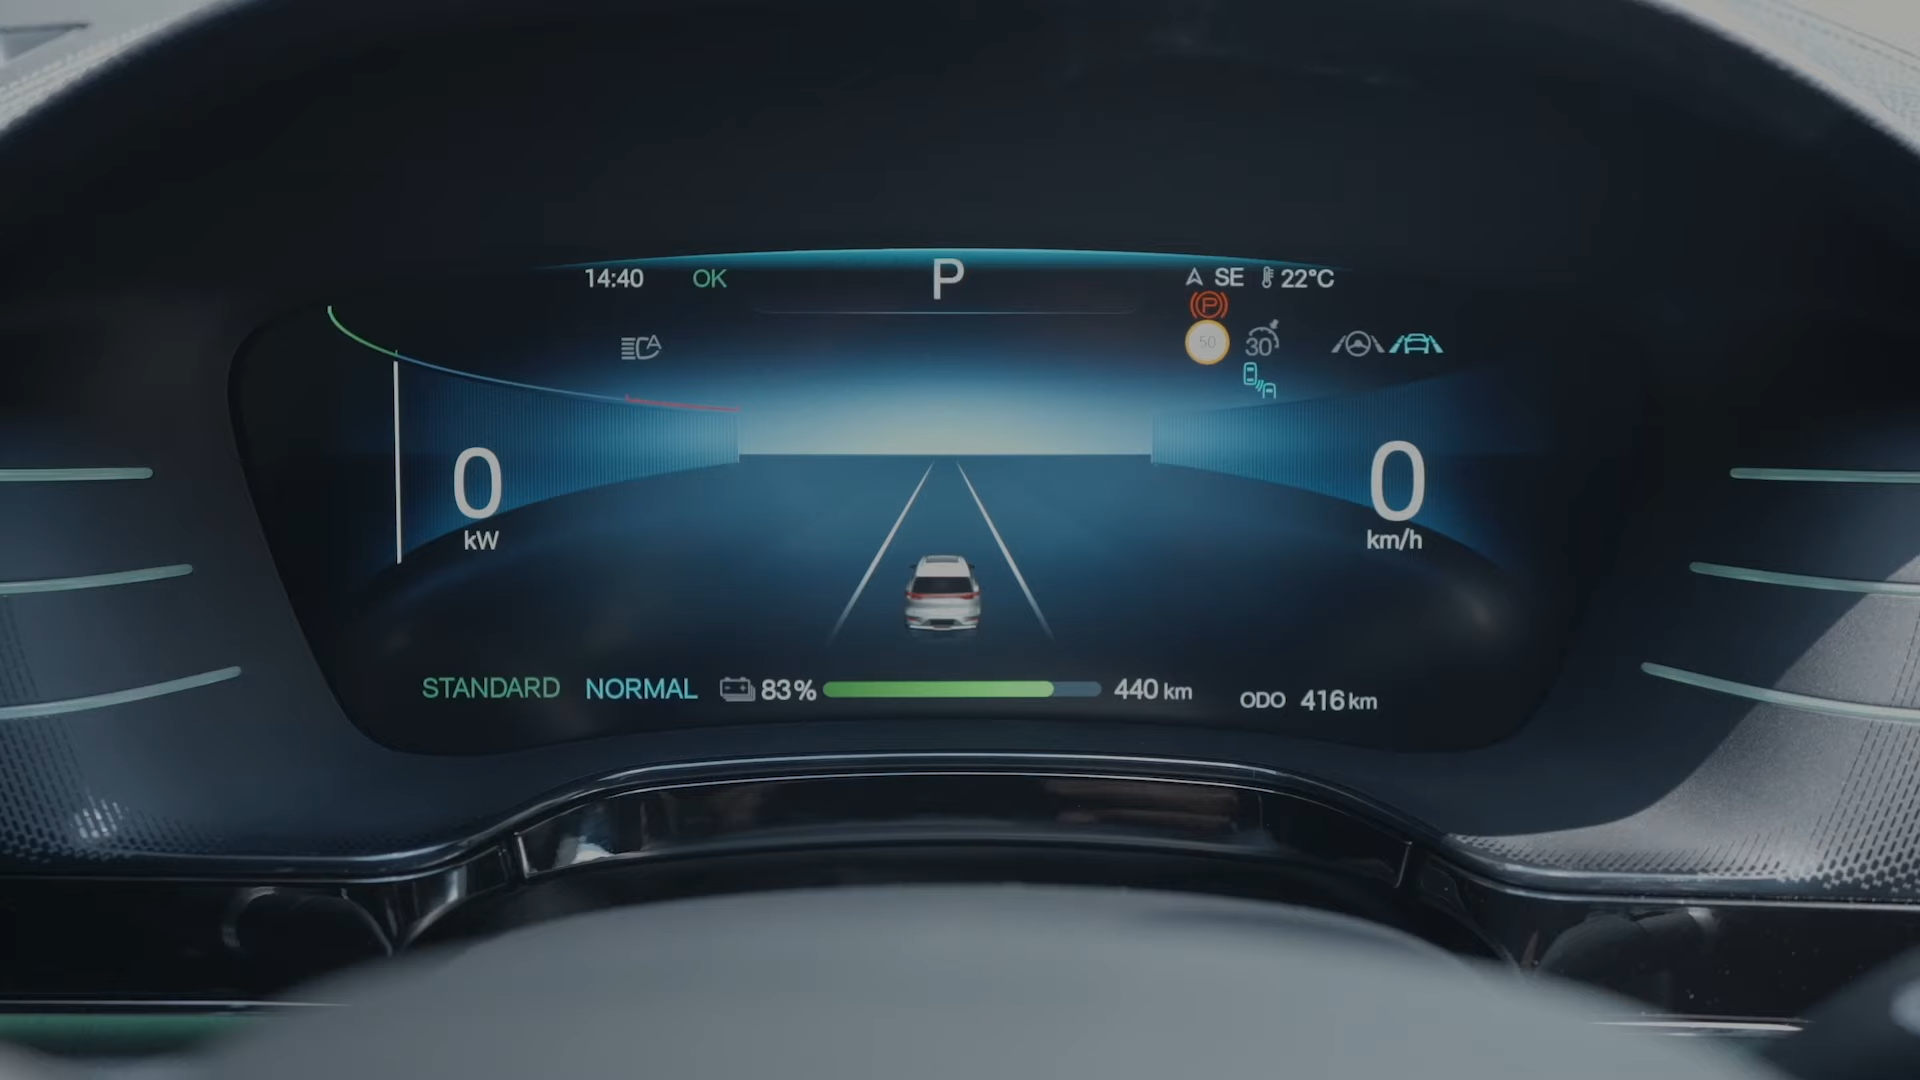 14:40 OK P SE 22°C
P
A 50 30
0 0
kW km/h
STANDARD NORMAL 83% 440 km ODO 416 km